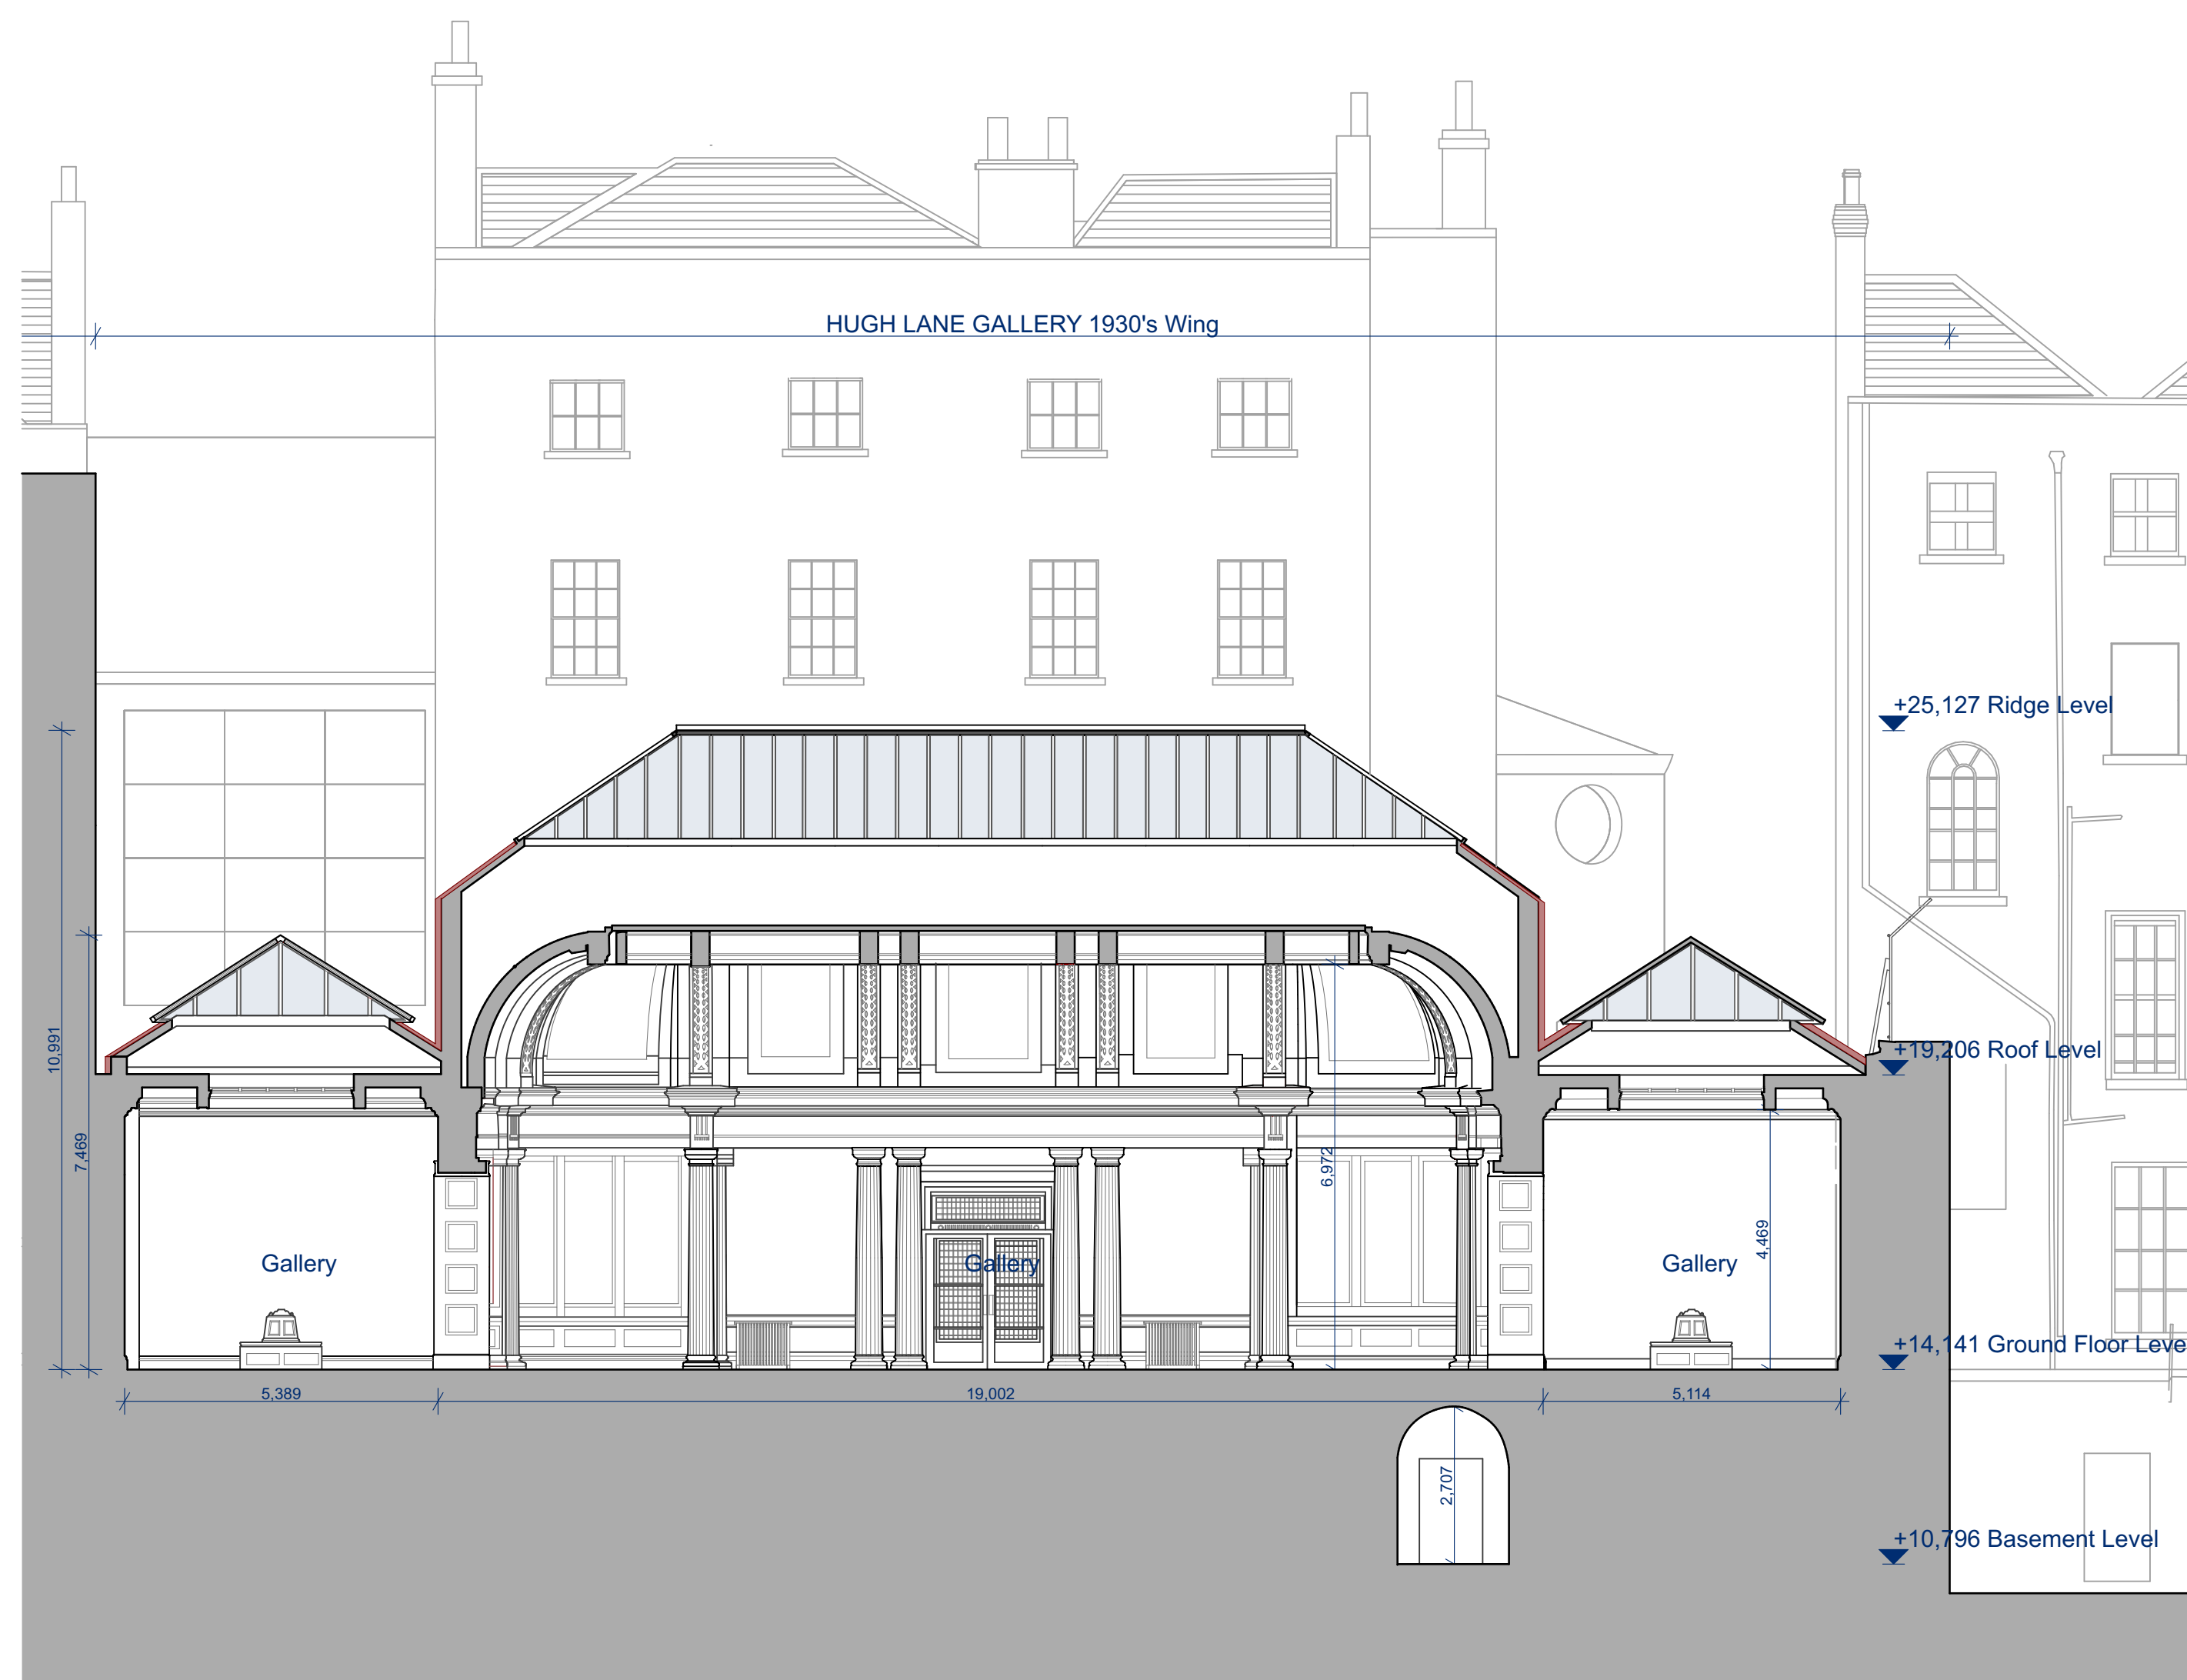 HUGH LANE GALLERY 1930's Wing
+25,127 Ridge Level
10,991
7,469
+19,206 Roof Level
6,972
4,469
Gallery
Gallery
Gallery
+14,141 Ground Floor Leve
5,389
19,002
5,114
2,707
+10,796 Basement Level